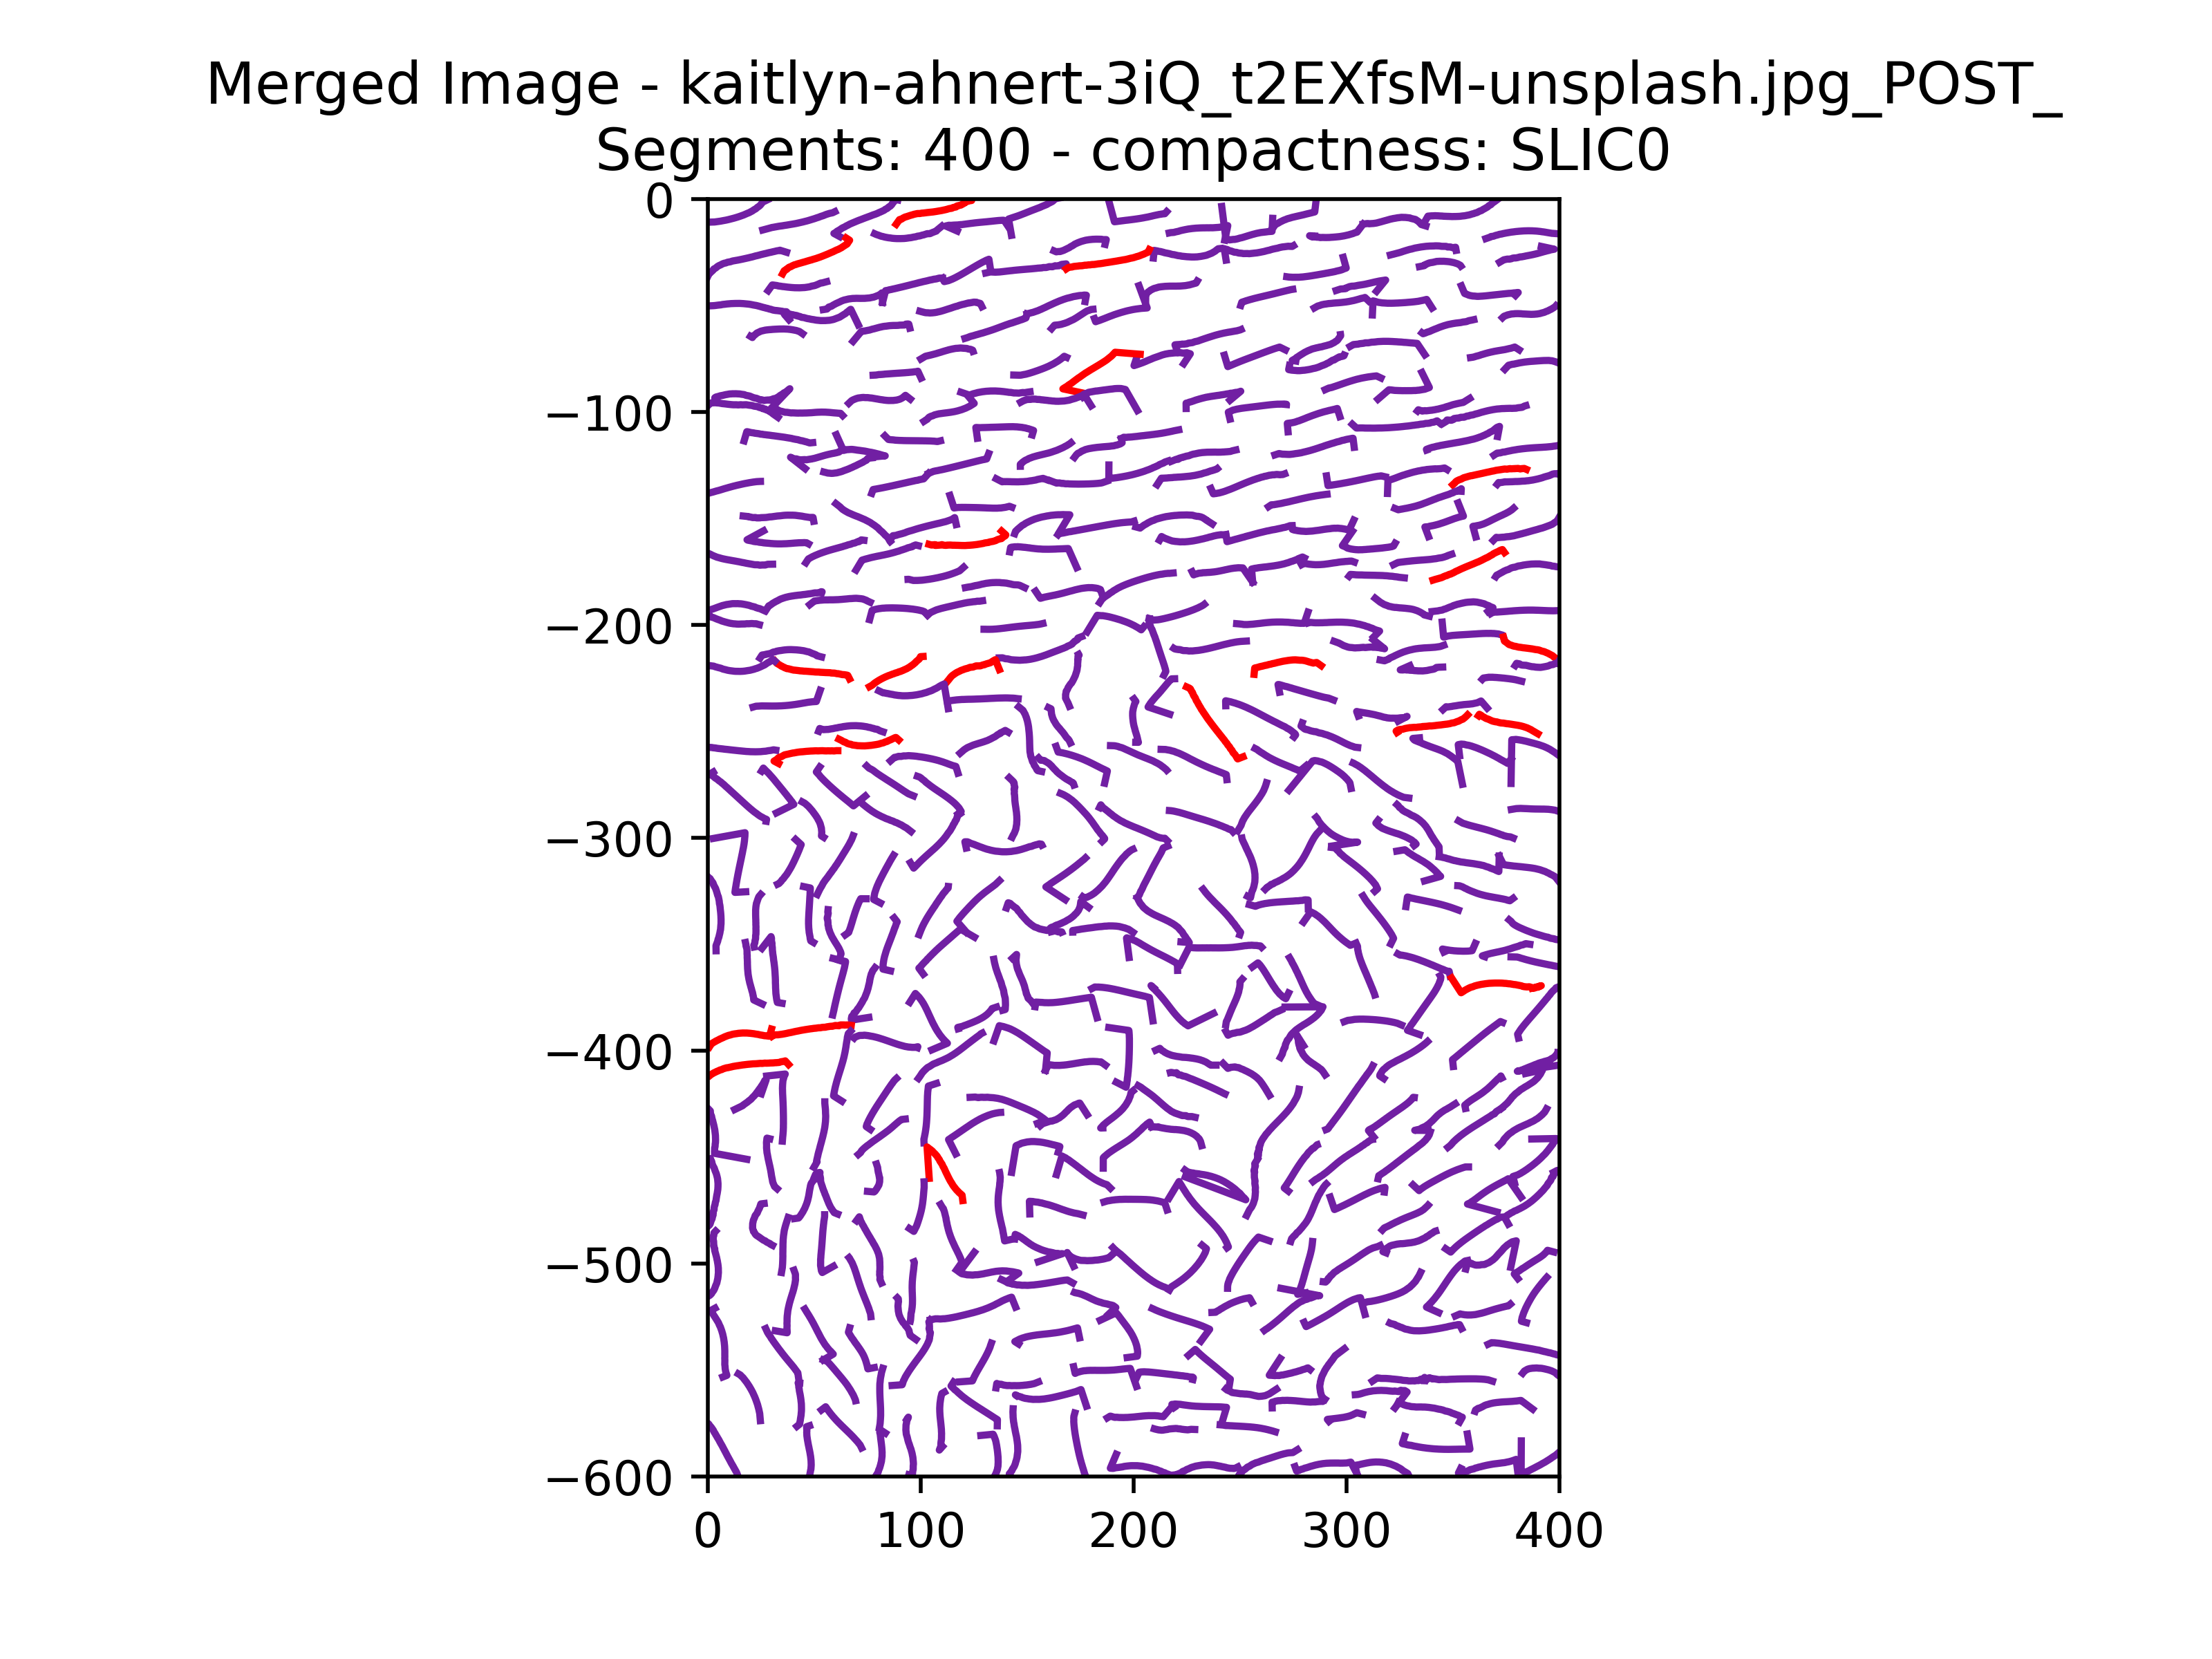 Merged Image - kaitlyn-ahnert-3iQ_t2EXfsM-unsplash.jpg_POST_
Segments: 400 - compactness: SLIC0
0
−100
−200
−300
−400
−500
−600
0 100 200 300 400